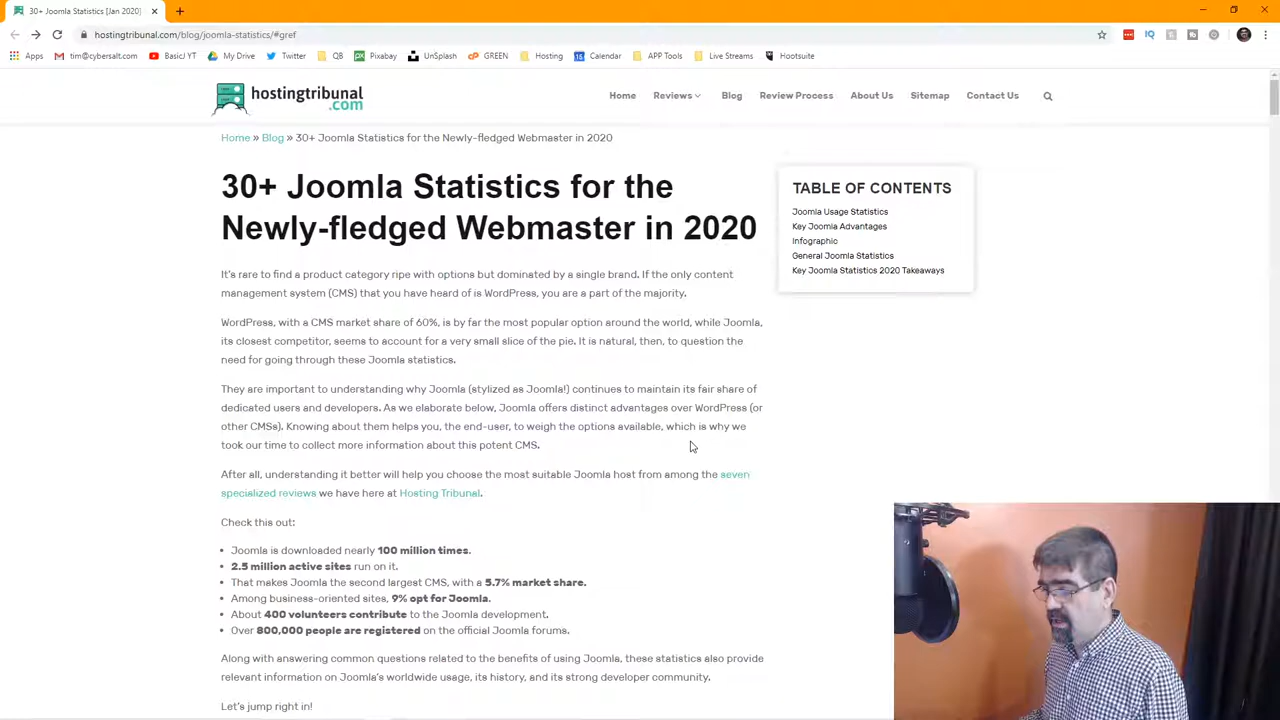 30+ Joomla Statistics [Jan 2020]
hostingtribunal.com/blog/joomla-statistics/#gref
Apps tim@cybersalt.com BasicJ YT My Drive Twitter QB Pixabay UnSplash GREEN Hosting Calendar APP Tools Live Streams Hootsuite
hostingtribunal
.com
Home Reviews Blog Review Process About Us Sitemap Contact Us
Home » Blog » 30+ Joomla Statistics for the Newly-fledged Webmaster in 2020
30+ Joomla Statistics for the
Newly-fledged Webmaster in 2020
TABLE OF CONTENTS
Joomla Usage Statistics
Key Joomla Advantages
Infographic
General Joomla Statistics
Key Joomla Statistics 2020 Takeaways
It's rare to find a product category ripe with options but dominated by a single brand. If the only content
management system (CMS) that you have heard of is WordPress, you are a part of the majority.
WordPress, with a CMS market share of 60%, is by far the most popular option around the world, while Joomla,
its closest competitor, seems to account for a very small slice of the pie. It is natural, then, to question the
need for going through these Joomla statistics.
They are important to understanding why Joomla (stylized as Joomla!) continues to maintain its fair share of
dedicated users and developers. As we elaborate below, Joomla offers distinct advantages over WordPress (or
other CMSs). Knowing about them helps you, the end-user, to weigh the options available, which is why we
took our time to collect more information about this potent CMS.
After all, understanding it better will help you choose the most suitable Joomla host from among the seven
specialized reviews we have here at Hosting Tribunal.
Check this out:
• Joomla is downloaded nearly 100 million times.
• 2.5 million active sites run on it.
• That makes Joomla the second largest CMS, with a 5.7% market share.
• Among business-oriented sites, 9% opt for Joomla.
• About 400 volunteers contribute to the Joomla development.
• Over 800,000 people are registered on the official Joomla forums.
Along with answering common questions related to the benefits of using Joomla, these statistics also provide
relevant information on Joomla's worldwide usage, its history, and its strong developer community.
Let's jump right in!